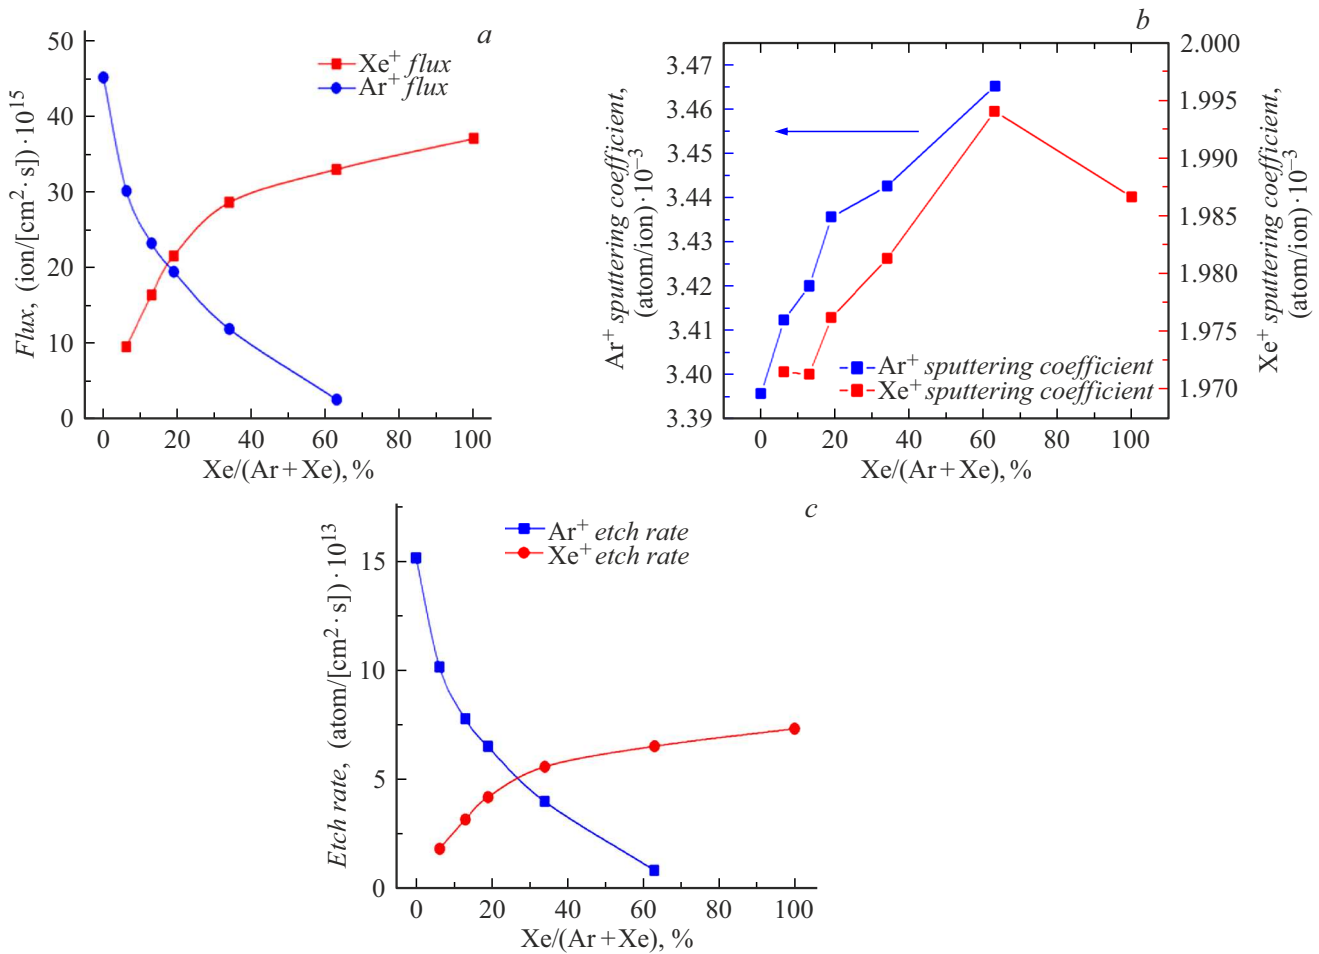 a
Flux, (ion/[cm²·s])·10¹⁵
50
40
30
20
10
0
Xe⁺ flux
Ar⁺ flux
0 20 40 60 80 100
Xe/(Ar + Xe), %
b
Ar⁺ sputtering coefficient,
(atom/ion)·10⁻³
3.47
3.46
3.45
3.44
3.43
3.42
3.41
3.40
3.39
Ar⁺ sputtering coefficient
Xe⁺ sputtering coefficient
2.000
1.995
1.990
1.985
1.980
1.975
1.970
Xe⁺ sputtering coefficient,
(atom/ion)·10⁻³
0 20 40 60 80 100
Xe/(Ar + Xe), %
c
Etch rate, (atom/[cm²·s])·10¹³
15
10
5
0
Ar⁺ etch rate
Xe⁺ etch rate
0 20 40 60 80 100
Xe/(Ar + Xe), %